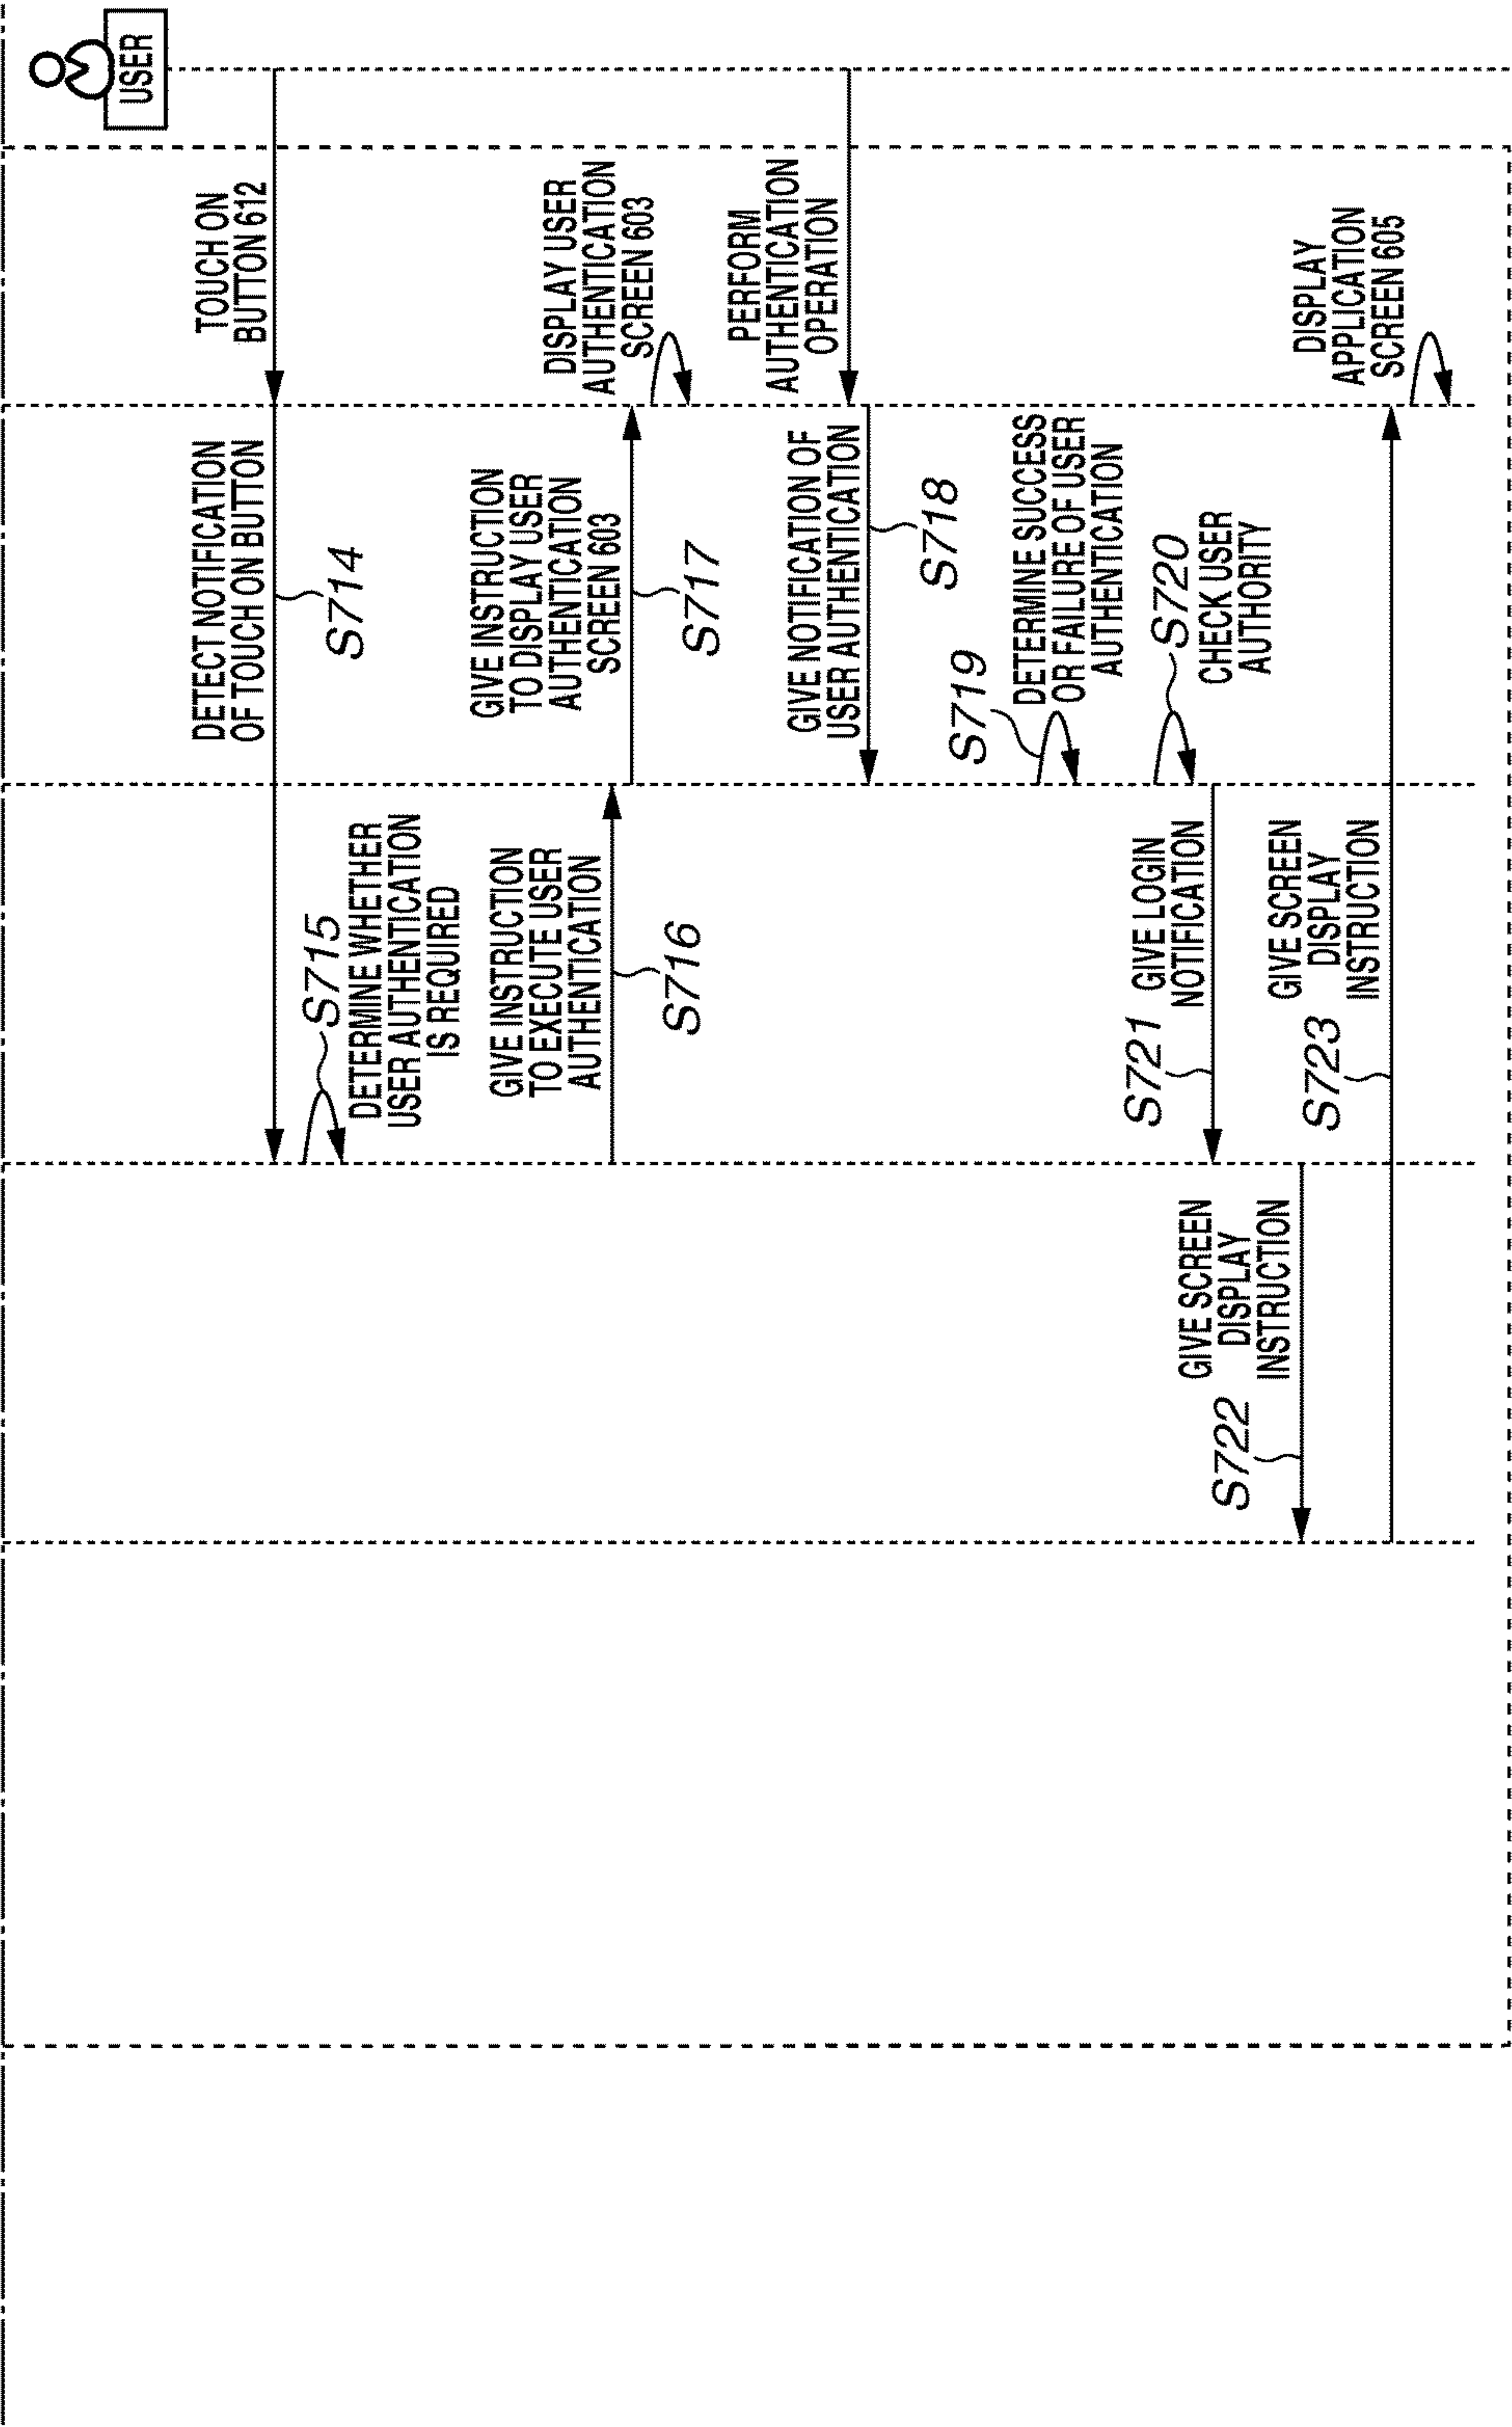 USER
TOUCH ON
BUTTON 612
DETECT NOTIFICATION
OF TOUCH ON BUTTON
S714
S715
DETERMINE WHETHER
USER AUTHENTICATION
IS REQUIRED
GIVE INSTRUCTION
TO EXECUTE USER
AUTHENTICATION
S716
GIVE INSTRUCTION
TO DISPLAY USER
AUTHENTICATION
SCREEN 603
S717
DISPLAY USER
AUTHENTICATION
SCREEN 603
PERFORM
AUTHENTICATION
OPERATION
GIVE NOTIFICATION OF
USER AUTHENTICATION
S718
S719
DETERMINE SUCCESS
OR FAILURE OF USER
AUTHENTICATION
S720
CHECK USER
AUTHORITY
GIVE LOGIN
NOTIFICATION
S721
GIVE SCREEN
DISPLAY
INSTRUCTION
S722
GIVE SCREEN
DISPLAY
INSTRUCTION
S723
DISPLAY
APPLICATION
SCREEN 605